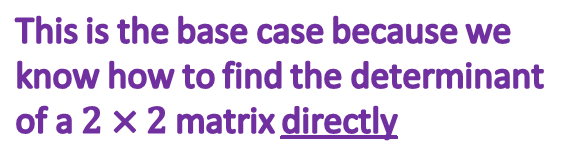 This is the base case because we
know how to find the determinant
of a 2 × 2 matrix directly